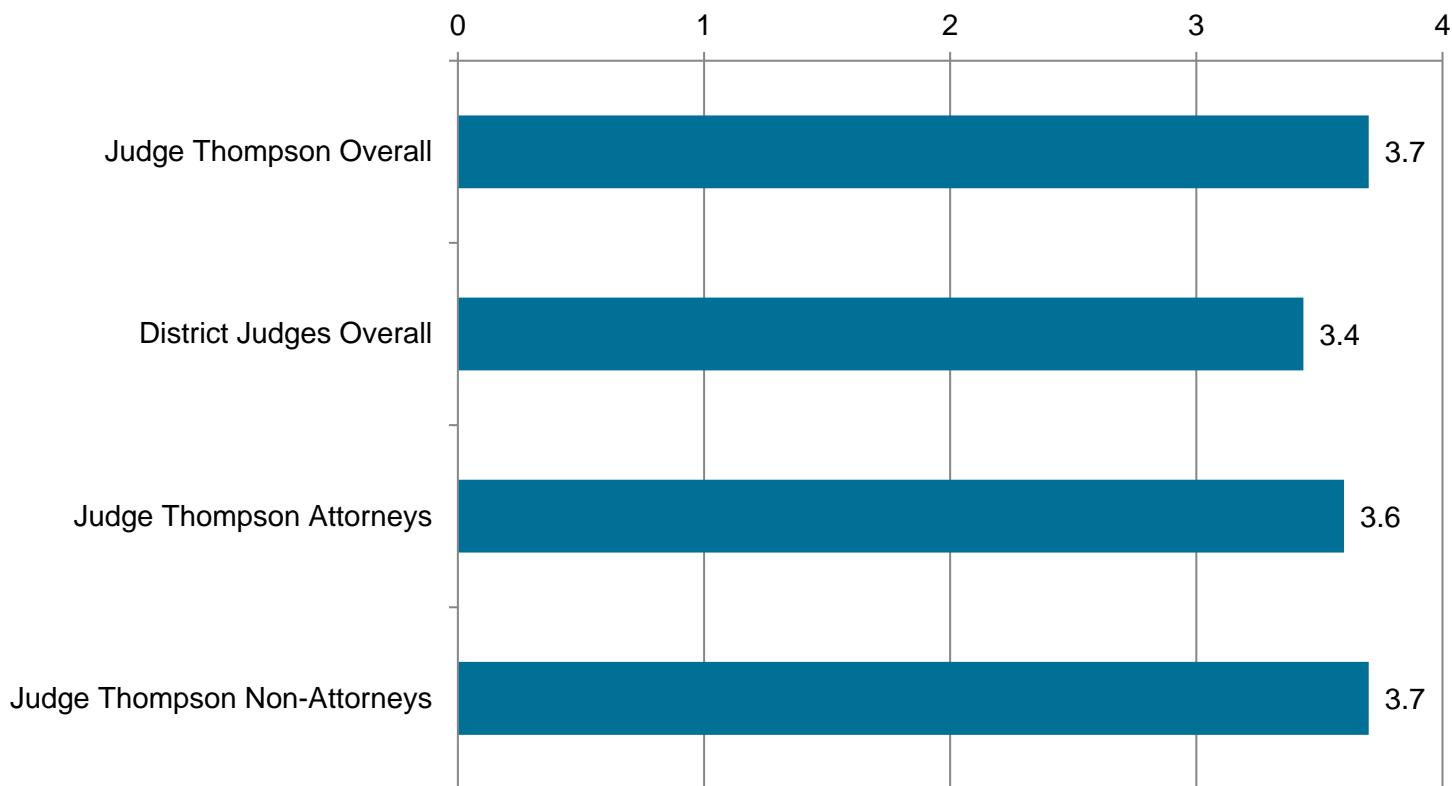 0 1 2 3 4
Judge Thompson Overall 3.7
District Judges Overall 3.4
Judge Thompson Attorneys 3.6
Judge Thompson Non-Attorneys 3.7